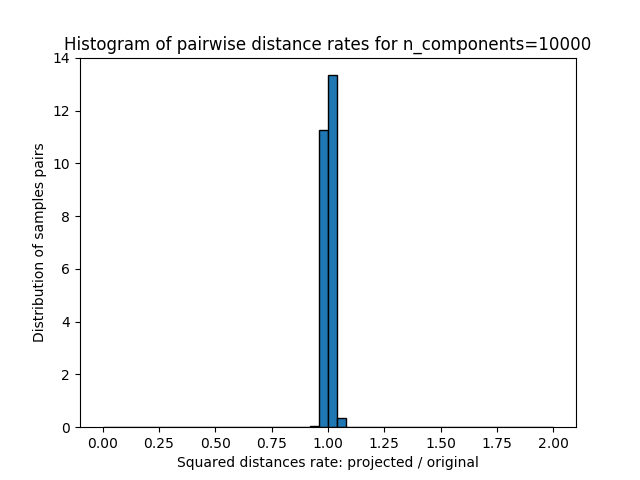 Histogram of pairwise distance rates for n_components=10000
Distribution of samples pairs
14
12
10
8
6
4
2
0
0.00 0.25 0.50 0.75 1.00 1.25 1.50 1.75 2.00
Squared distances rate: projected / original